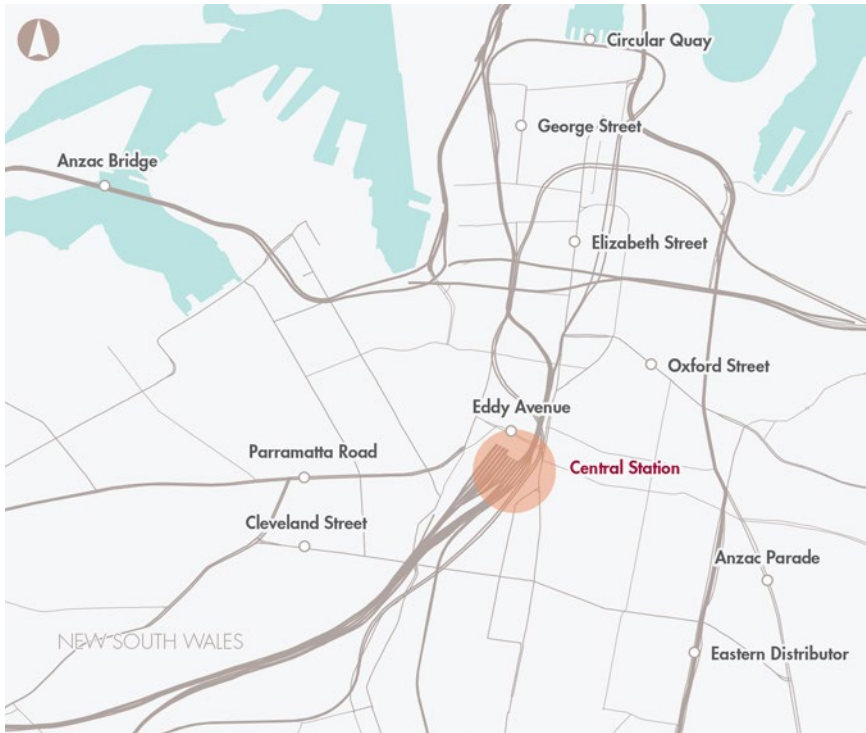 Circular Quay
George Street
Anzac Bridge
Elizabeth Street
Oxford Street
Eddy Avenue
Parramatta Road
Central Station
Cleveland Street
Anzac Parade
NEW SOUTH WALES
Eastern Distributor